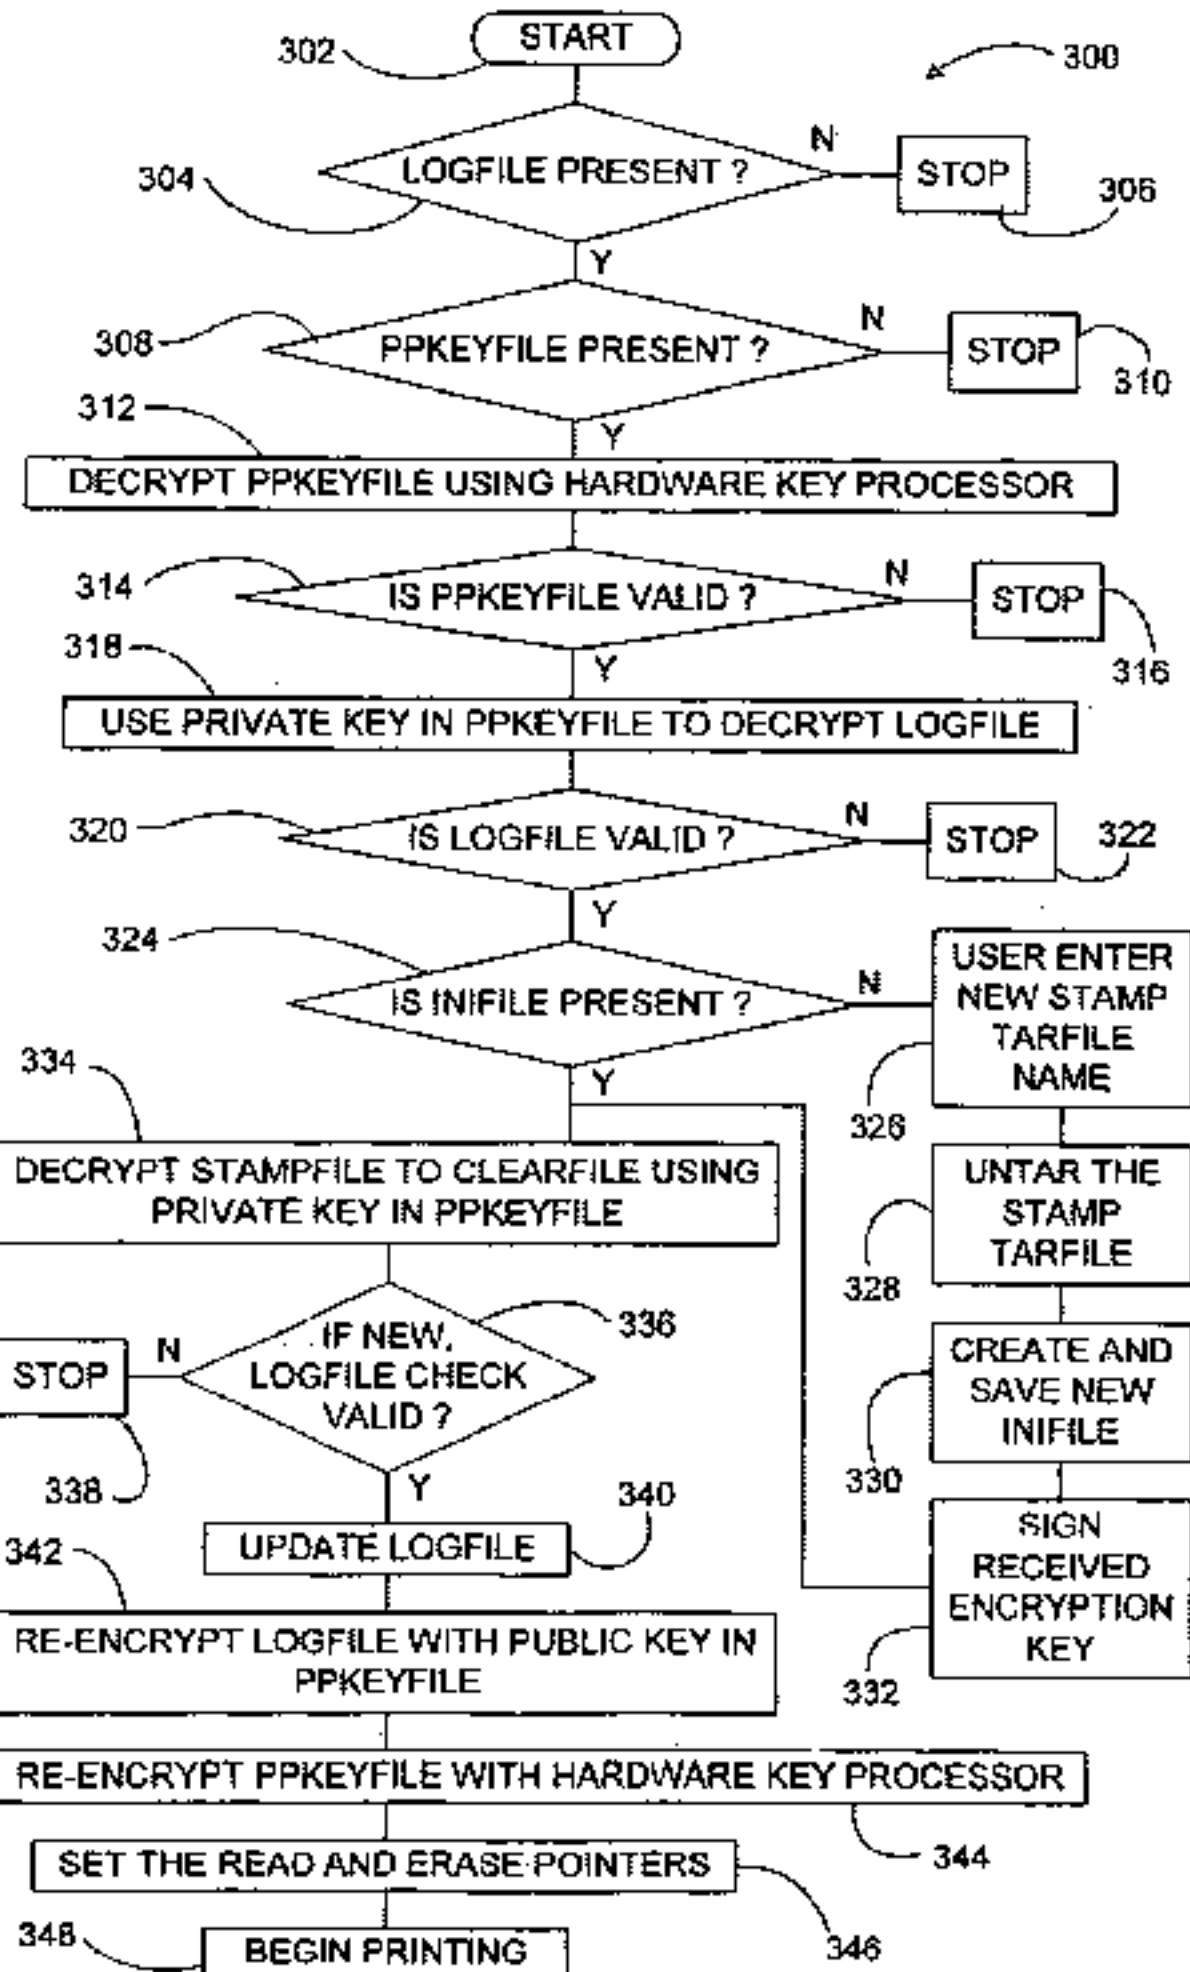 START
302
300
LOGFILE PRESENT ?
N
STOP
304
306
Y
308
PPKEYFILE PRESENT ?
N
STOP
310
312
Y
DECRYPT PPKEYFILE USING HARDWARE KEY PROCESSOR
314
IS PPKEYFILE VALID ?
N
STOP
316
318
Y
USE PRIVATE KEY IN PPKEYFILE TO DECRYPT LOGFILE
320
IS LOGFILE VALID ?
N
STOP
322
Y
324
IS INIFILE PRESENT ?
N
USER ENTER
NEW STAMP
TARFILE
NAME
326
334
Y
DECRYPT STAMPFILE TO CLEARFILE USING
PRIVATE KEY IN PPKEYFILE
UNTAR THE
STAMP
TARFILE
328
336
IF NEW,
LOGFILE CHECK
VALID ?
N
STOP
338
CREATE AND
SAVE NEW
INIFILE
330
Y
340
UPDATE LOGFILE
SIGN
RECEIVED
ENCRYPTION
KEY
332
342
RE-ENCRYPT LOGFILE WITH PUBLIC KEY IN
PPKEYFILE
RE-ENCRYPT PPKEYFILE WITH HARDWARE KEY PROCESSOR
344
SET THE READ AND ERASE POINTERS
346
348
BEGIN PRINTING